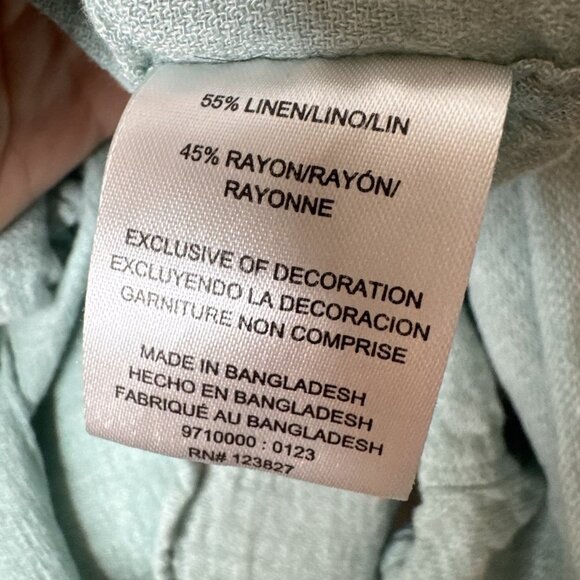 55% LINEN/LINO/LIN
45% RAYON/RAYÓN/
RAYONNE
EXCLUSIVE OF DECORATION
EXCLUYENDO LA DECORACION
GARNITURE NON COMPRISE
MADE IN BANGLADESH
HECHO EN BANGLADESH
FABRIQUÉ AU BANGLADESH
9710000 : 0123
RN# 123827